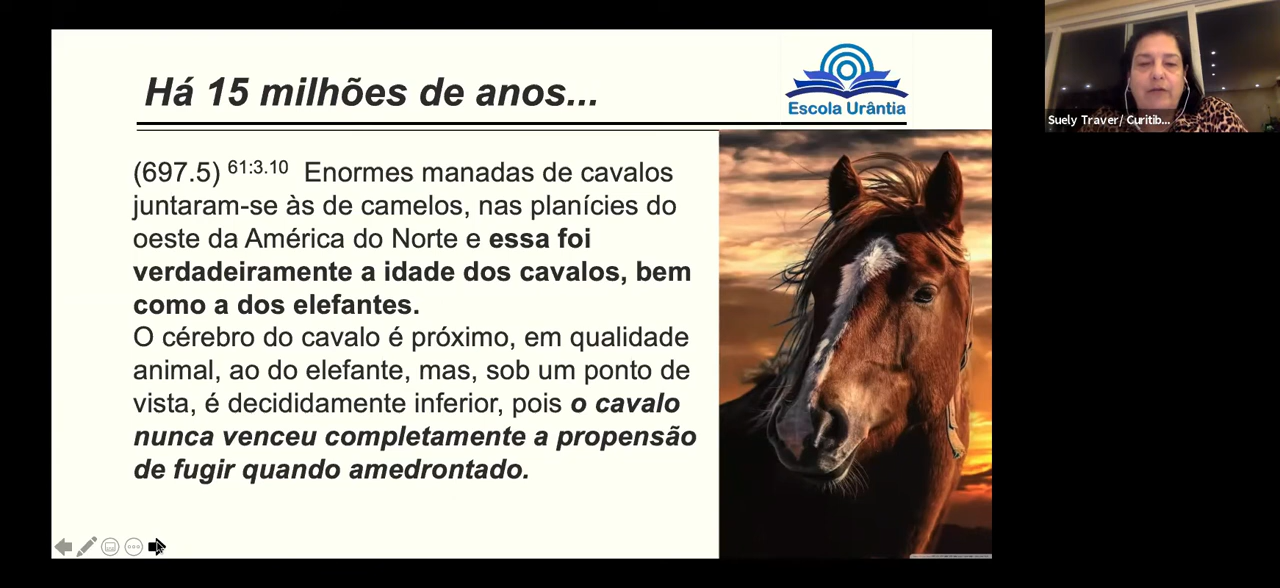 Há 15 milhões de anos...
Escola Urântia
Suely Traver/ Curitib...
(697.5) 61:3.10 Enormes manadas de cavalos
juntaram-se às de camelos, nas planícies do
oeste da América do Norte e essa foi
verdadeiramente a idade dos cavalos, bem
como a dos elefantes.
O cérebro do cavalo é próximo, em qualidade
animal, ao do elefante, mas, sob um ponto de
vista, é decididamente inferior, pois o cavalo
nunca venceu completamente a propensão
de fugir quando amedrontado.